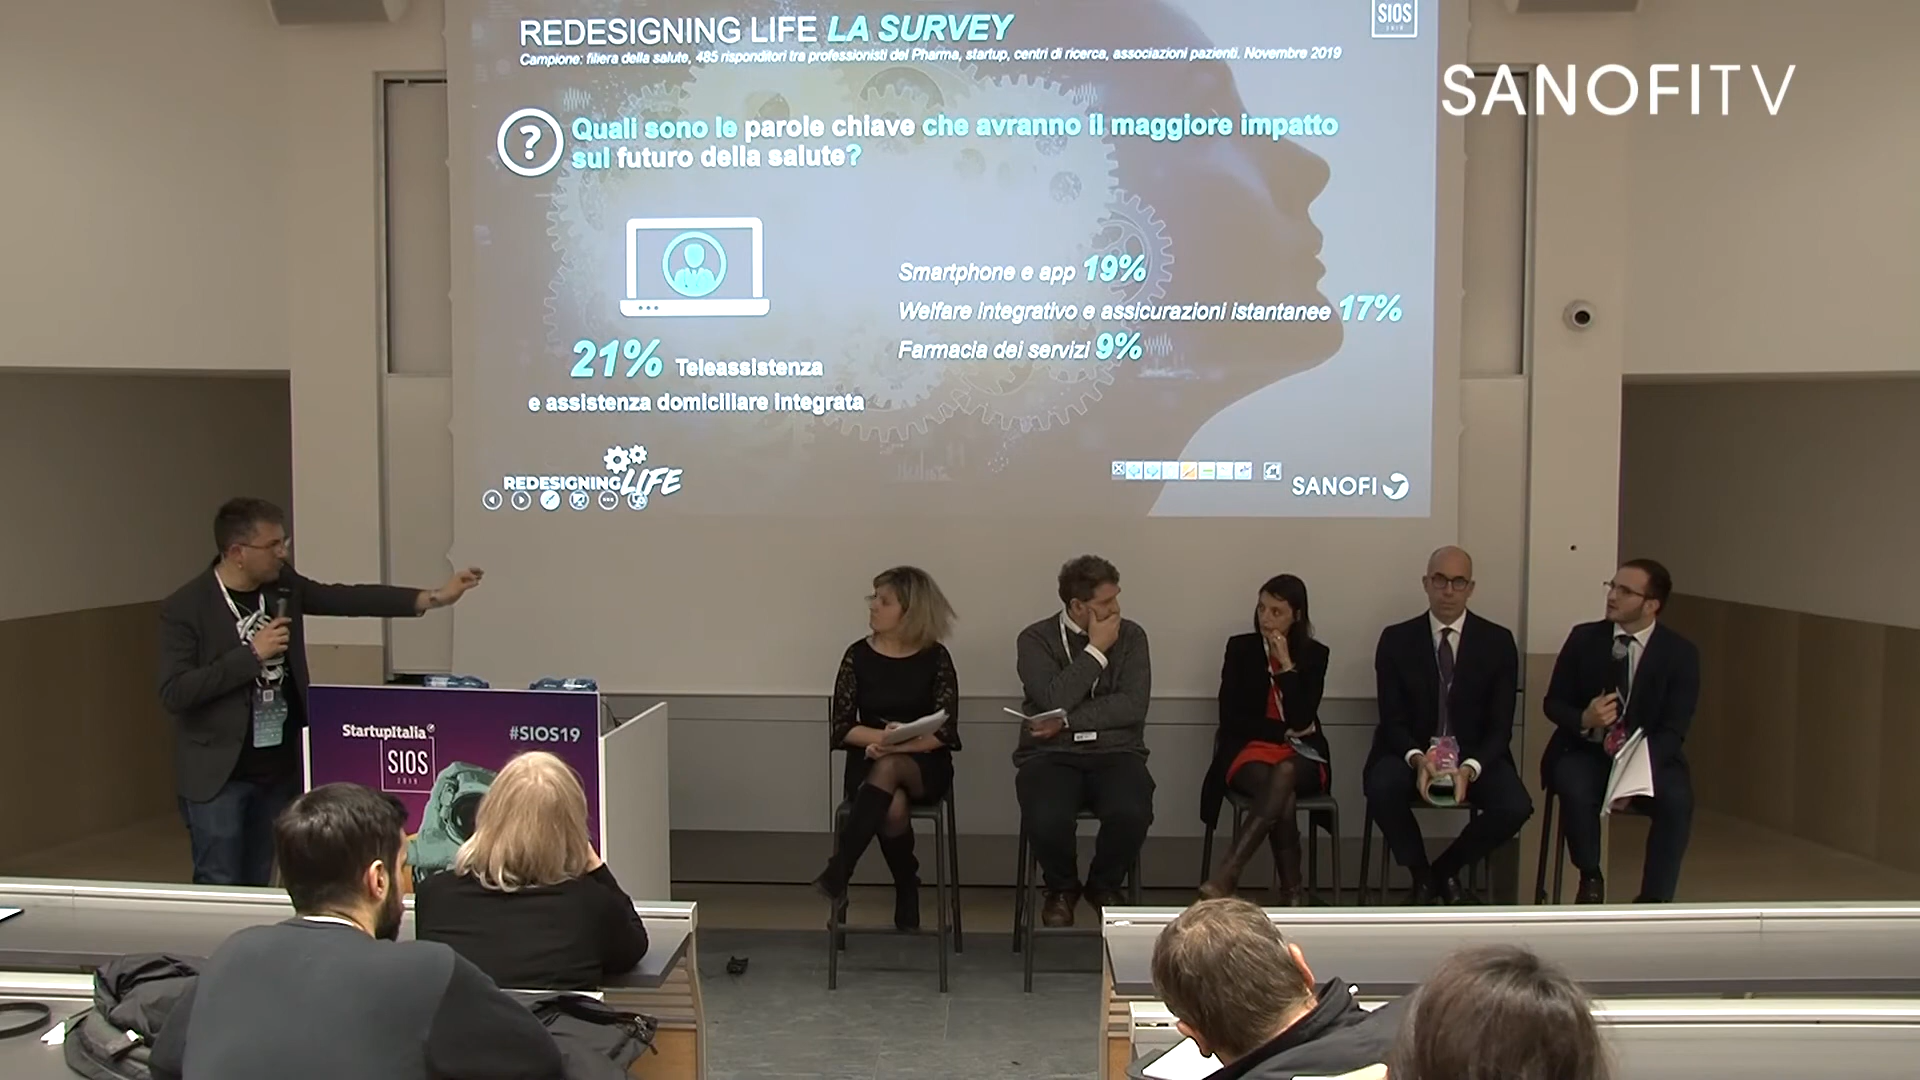 REDESIGNING LIFE LA SURVEY
Campione: filiera della salute, 485 risponditori tra professionisti del Pharma, startup, centri di ricerca, associazioni pazienti. Novembre 2019
SIOS
2019
SANOFITV
? Quali sono le parole chiave che avranno il maggiore impatto
sul futuro della salute?
Smartphone e app 19%
Welfare integrativo e assicurazioni istantanee 17%
Farmacia dei servizi 9%
21% Teleassistenza
e assistenza domiciliare integrata
REDESIGNING LIFE
SANOFI
StartupItalia
#SIOS19
SIOS
2019